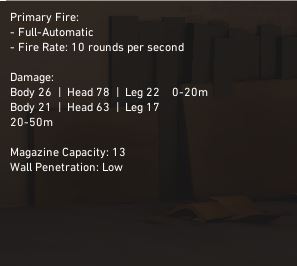 Primary Fire:
- Full-Automatic
- Fire Rate: 10 rounds per second
Damage:
Body 26 | Head 78 | Leg 22 0-20m
Body 21 | Head 63 | Leg 17
20-50m
Magazine Capacity: 13
Wall Penetration: Low